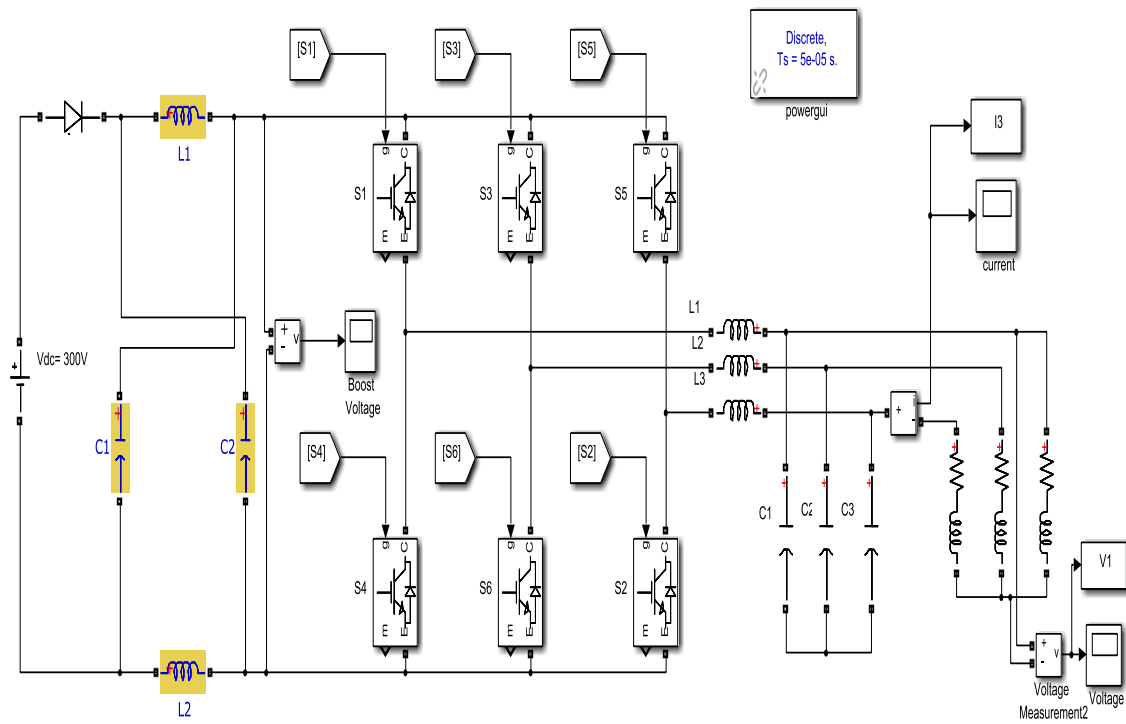 [S1]
[S3]
[S5]
Discrete,
Ts = 5e-05 s.
powergui
I3
current
L1
g
C
S1
m
E
g
C
S3
m
E
g
C
S5
m
E
Vdc= 300V
+
+
-
v
Boost
Voltage
L1
L2
L3
+
+
+
+
i
-
C1
+
C2
+
[S4]
[S6]
[S2]
C1
+
C2
+
C3
+
+
+
+
g
C
S4
m
E
g
C
S6
m
E
g
C
S2
m
E
V1
L2
+
-
v
Voltage
Measurement2
Voltage